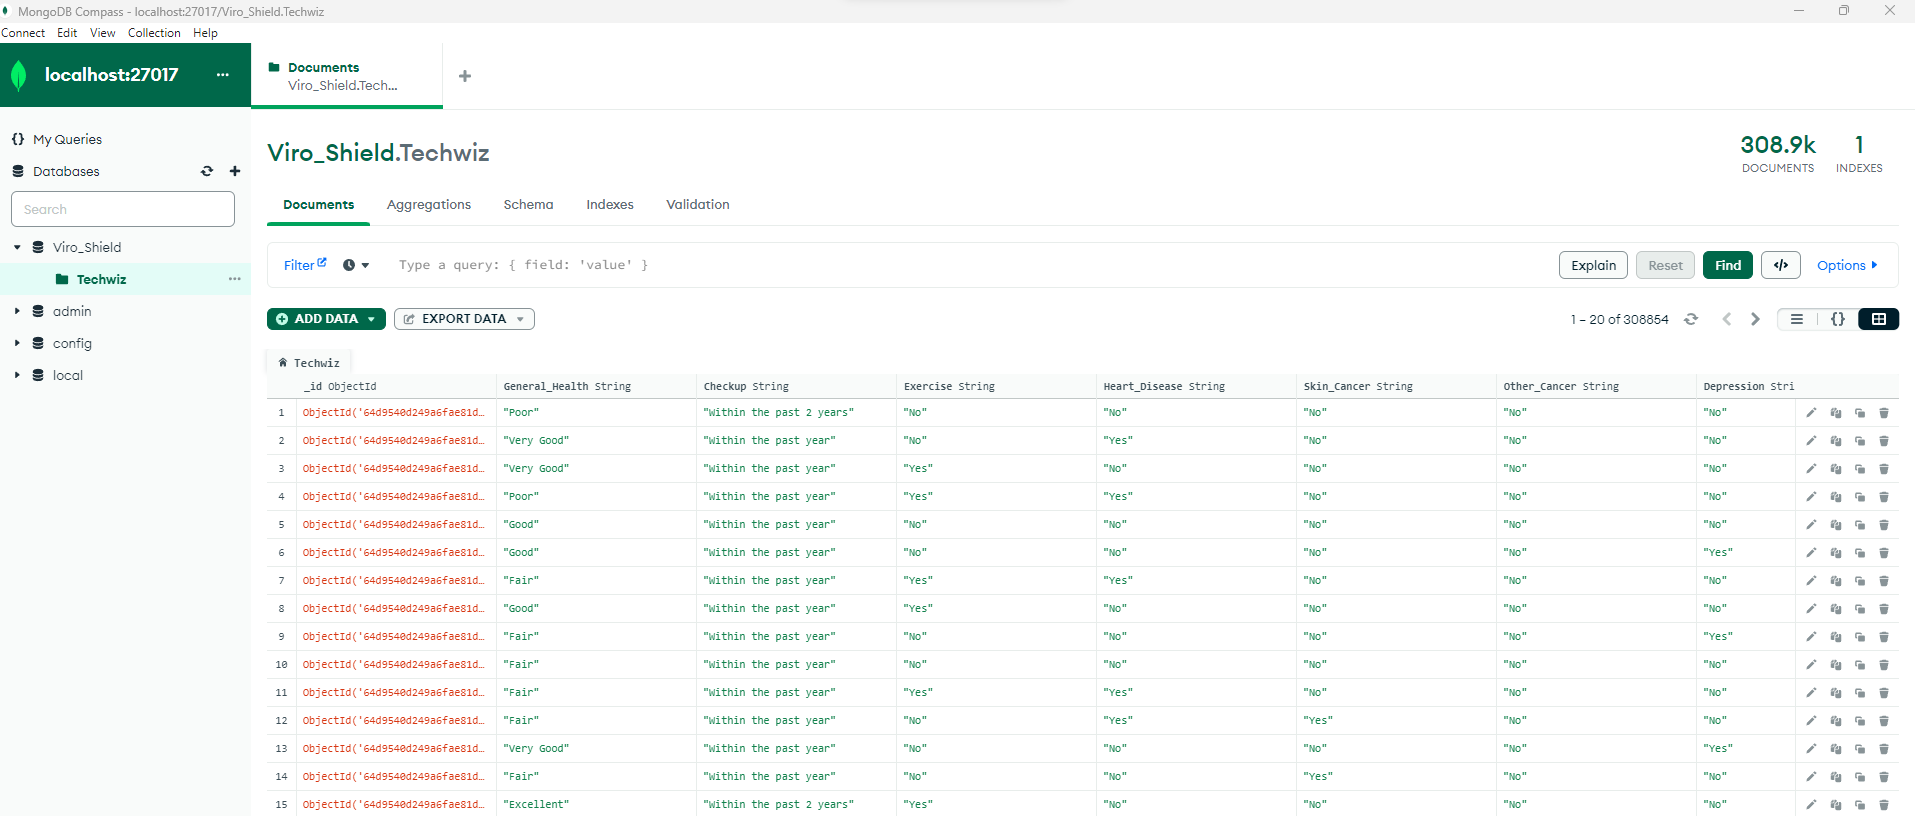 MongoDB Compass - localhost:27017/Viro_Shield.Techwiz
Connect Edit View Collection Help
localhost:27017 ...
Documents
Viro_Shield.Tech...
My Queries
Databases
Search
Viro_Shield
Techwiz ...
admin
config
local
Viro_Shield.Techwiz
308.9k
DOCUMENTS
1
INDEXES
Documents Aggregations Schema Indexes Validation
Filter Type a query: { field: 'value' } Explain Reset Find </> Options
ADD DATA EXPORT DATA 1 – 20 of 308854 {}
Techwiz
_id ObjectId General_Health String Checkup String Exercise String Heart_Disease String Skin_Cancer String Other_Cancer String Depression Stri
1 ObjectId('64d9540d249a6fae81d… "Poor" "Within the past 2 years" "No" "No" "No" "No" "No"
2 ObjectId('64d9540d249a6fae81d… "Very Good" "Within the past year" "No" "Yes" "No" "No" "No"
3 ObjectId('64d9540d249a6fae81d… "Very Good" "Within the past year" "Yes" "No" "No" "No" "No"
4 ObjectId('64d9540d249a6fae81d… "Poor" "Within the past year" "Yes" "Yes" "No" "No" "No"
5 ObjectId('64d9540d249a6fae81d… "Good" "Within the past year" "No" "No" "No" "No" "No"
6 ObjectId('64d9540d249a6fae81d… "Good" "Within the past year" "No" "No" "No" "No" "Yes"
7 ObjectId('64d9540d249a6fae81d… "Fair" "Within the past year" "Yes" "Yes" "No" "No" "No"
8 ObjectId('64d9540d249a6fae81d… "Good" "Within the past year" "Yes" "No" "No" "No" "No"
9 ObjectId('64d9540d249a6fae81d… "Fair" "Within the past year" "No" "No" "No" "No" "Yes"
10 ObjectId('64d9540d249a6fae81d… "Fair" "Within the past year" "No" "No" "No" "No" "No"
11 ObjectId('64d9540d249a6fae81d… "Fair" "Within the past year" "Yes" "Yes" "No" "No" "No"
12 ObjectId('64d9540d249a6fae81d… "Fair" "Within the past year" "No" "Yes" "Yes" "No" "No"
13 ObjectId('64d9540d249a6fae81d… "Very Good" "Within the past year" "No" "No" "No" "No" "Yes"
14 ObjectId('64d9540d249a6fae81d… "Fair" "Within the past year" "No" "No" "Yes" "No" "No"
15 ObjectId('64d9540d249a6fae81d… "Excellent" "Within the past 2 years" "Yes" "No" "No" "No" "No"